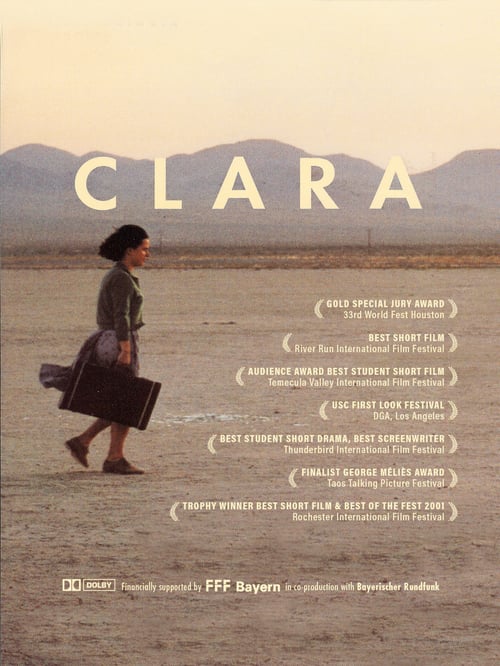 CLARA
GOLD SPECIAL JURY AWARD
33rd World Fest Houston
BEST SHORT FILM
River Run International Film Festival
AUDIENCE AWARD BEST STUDENT SHORT FILM
Temecula Valley International Film Festival
USC FIRST LOOK FESTIVAL
DGA, Los Angeles
BEST STUDENT SHORT DRAMA, BEST SCREENWRITER
Thunderbird International Film Festival
FINALIST GEORGE MÉLIÈS AWARD
Taos Talking Picture Festival
TROPHY WINNER BEST SHORT FILM & BEST OF THE FEST 2001
Rochester International Film Festival
DOLBY Financially supported by FFF Bayern in co-production with Bayerischer Rundfunk